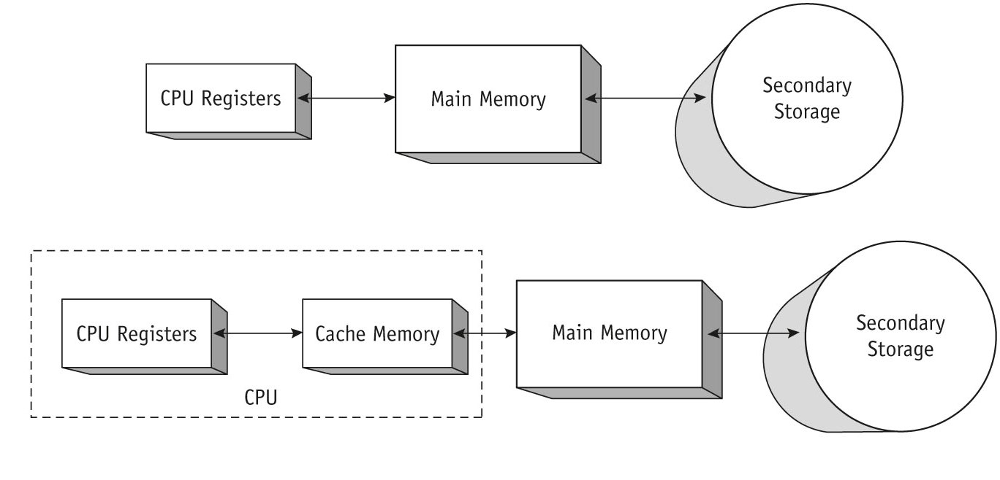 CPU Registers
Main Memory
Secondary
Storage
CPU Registers
Cache Memory
Main Memory
Secondary
Storage
CPU